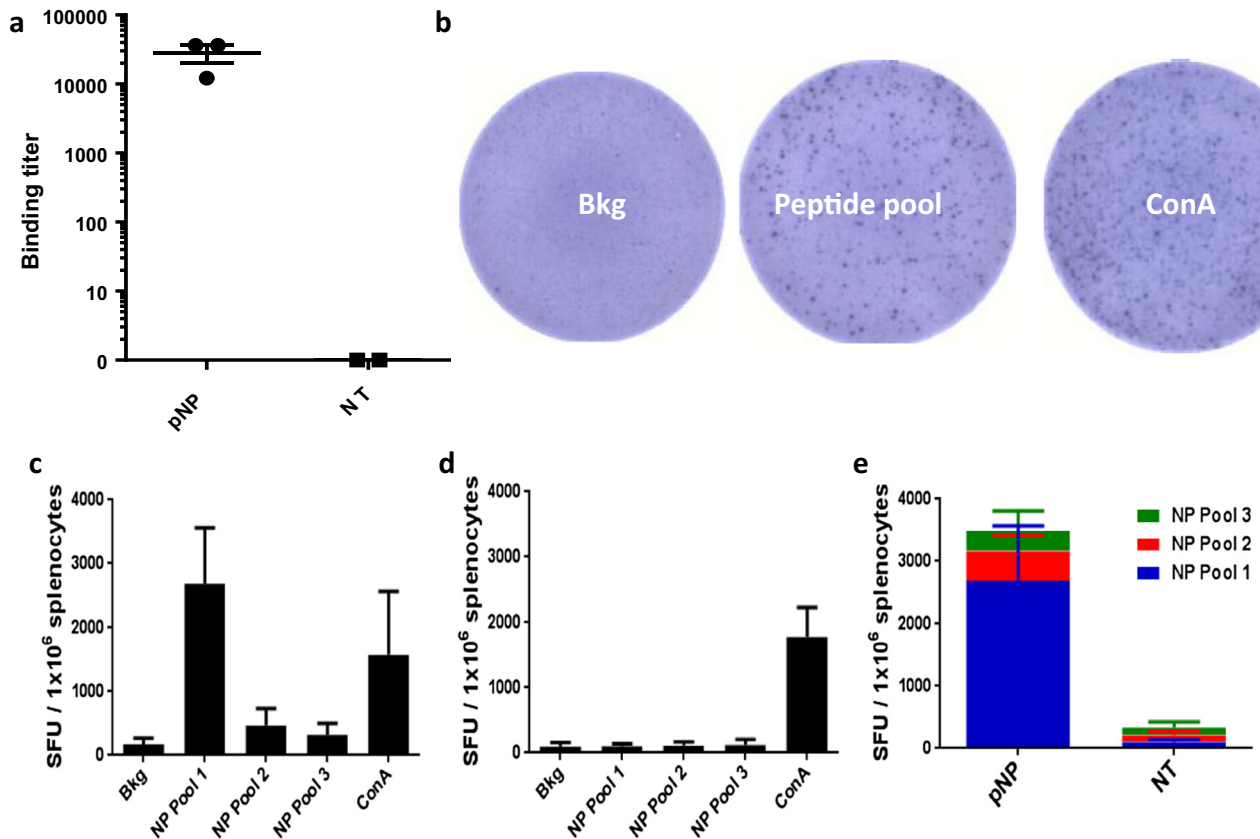 a
100000
10000
1000
100
10
0
Binding titer
pNP
N T
b
Bkg
Peptide pool
ConA
c
SFU / 1x10⁶ splenocytes
4000
3000
2000
1000
0
Bkg
NP Pool 1
NP Pool 2
NP Pool 3
ConA
d
SFU / 1x10⁶ splenocytes
4000
3000
2000
1000
0
Bkg
NP Pool 1
NP Pool 2
NP Pool 3
ConA
e
SFU / 1x10⁶ splenocytes
4000
3000
2000
1000
0
pNP
NT
NP Pool 3
NP Pool 2
NP Pool 1